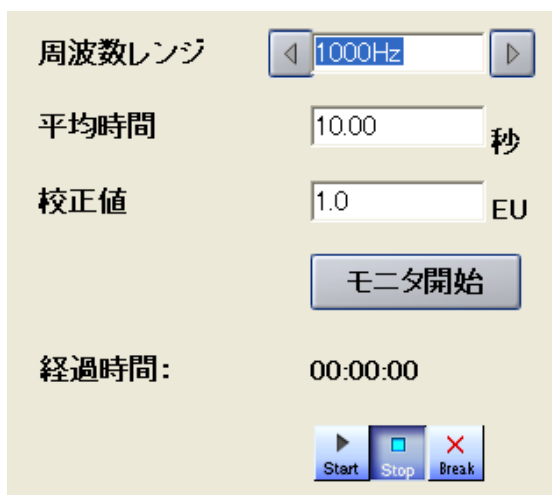 周波数レンジ 1000Hz
平均時間 10.00 秒
校正値 1.0 EU
モニタ開始
経過時間: 00:00:00
Start Stop Break